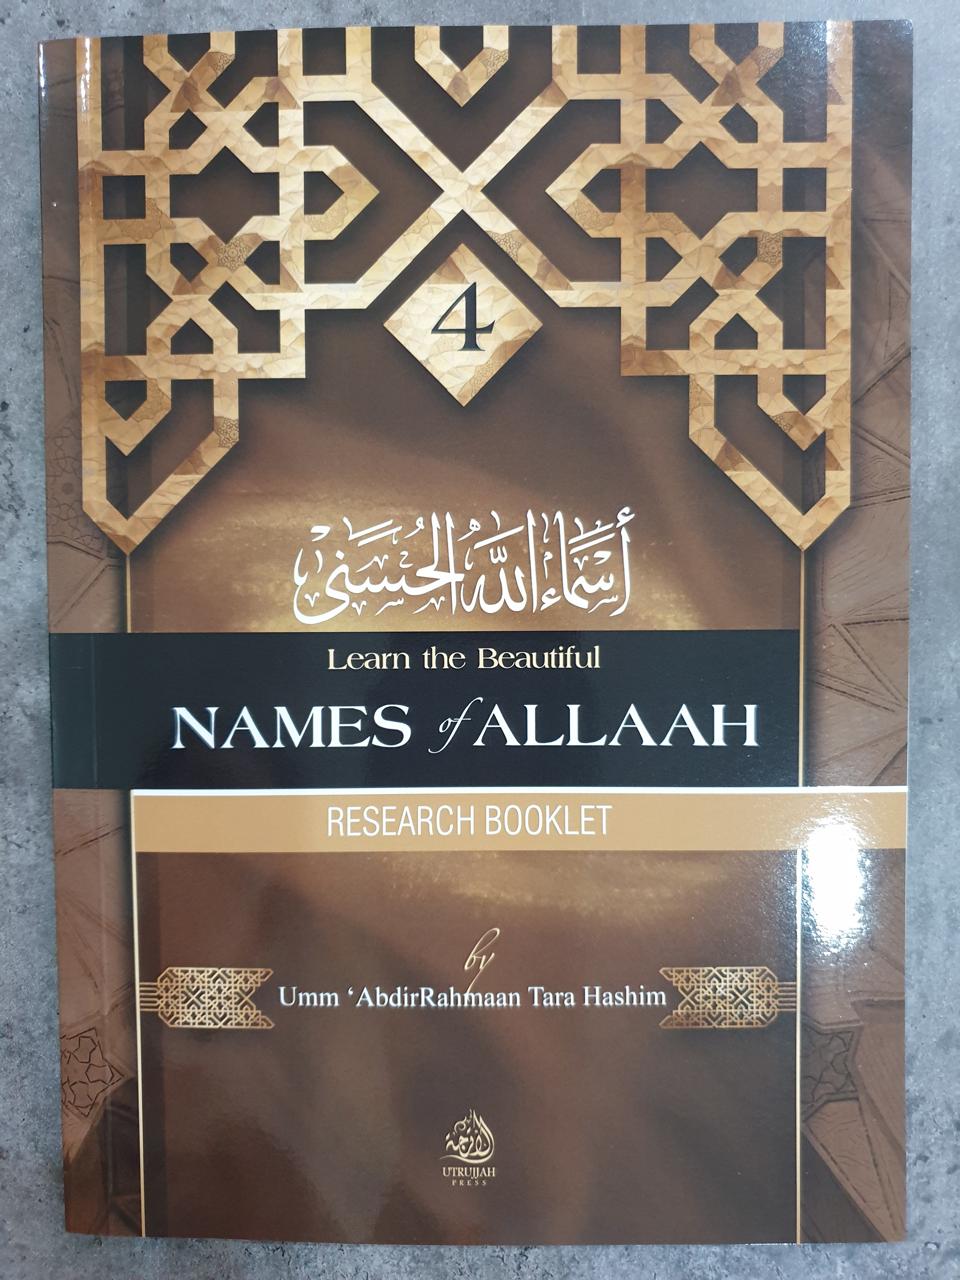 4
أسماء الله الحسنى
Learn the Beautiful
NAMES of ALLAAH
RESEARCH BOOKLET
by
Umm ‘AbdirRahmaan Tara Hashim
الأترجة
UTRUJJAH
PRESS